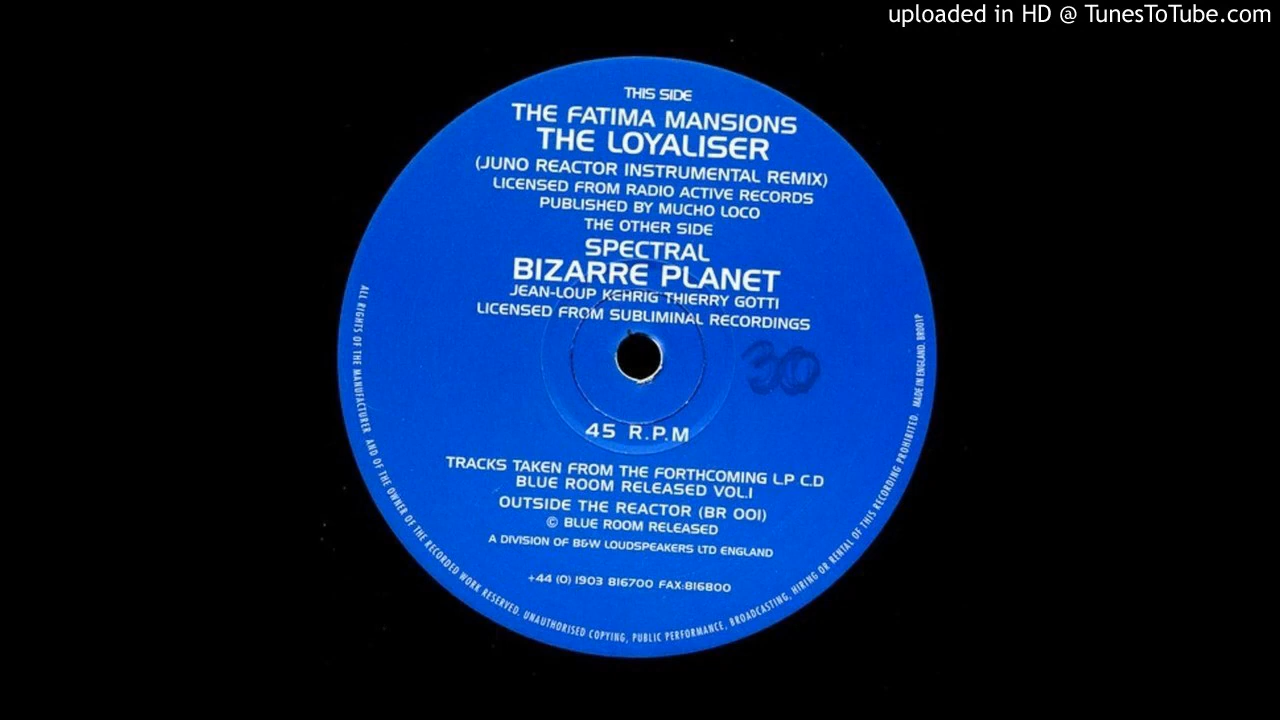 uploaded in HD @ TunesToTube.com
THIS SIDE
THE FATIMA MANSIONS
THE LOYALISER
(JUNO REACTOR INSTRUMENTAL REMIX)
LICENSED FROM RADIO ACTIVE RECORDS
PUBLISHED BY MUCHO LOCO
THE OTHER SIDE
SPECTRAL
BIZARRE PLANET
JEAN-LOUP KEHRIG THIERRY GOTTI
LICENSED FROM SUBLIMINAL RECORDINGS
30
45 R.P.M
TRACKS TAKEN FROM THE FORTHCOMING L.P C.D
BLUE ROOM RELEASED VOL.1
OUTSIDE THE REACTOR (BR 001)
© BLUE ROOM RELEASED
A DIVISION OF B&W LOUDSPEAKERS LTD ENGLAND
+44 (0) 1903 816700 FAX:816800
ALL RIGHTS OF THE MANUFACTURER AND OF THE OWNER OF THE RECORDED WORK RESERVED. UNAUTHORISED COPYING, PUBLIC PERFORMANCE, BROADCASTING, HIRING OR RENTAL OF THIS RECORDING PROHIBITED. MADE IN ENGLAND. BR001P